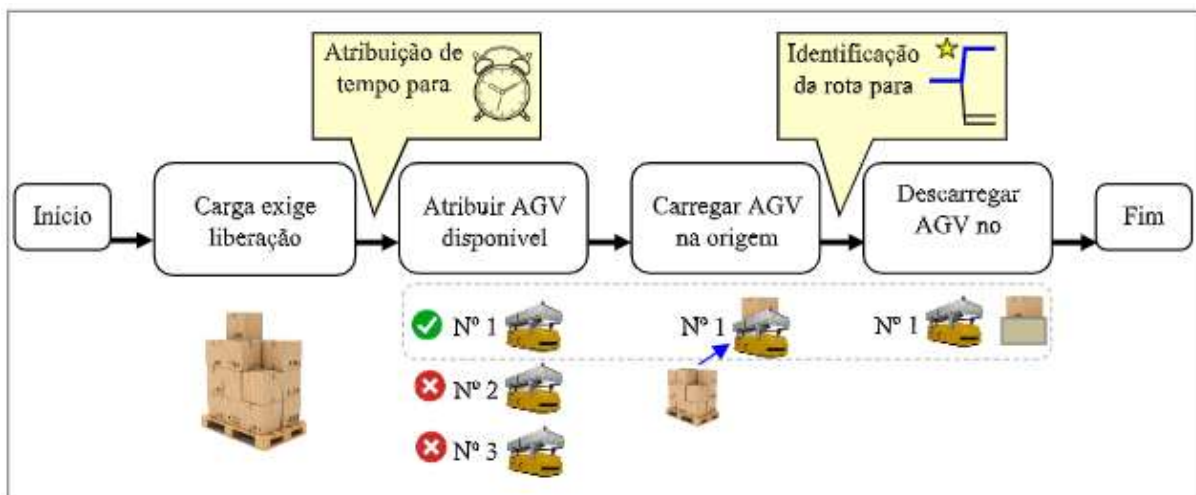 Atribuição de
tempo para
Identificação
da rota para
Início
Carga exige
liberação
Atribuir AGV
disponivel
Carregar AGV
na origem
Descarregar
AGV no
Fim
Nº 1
Nº 1
Nº 1
Nº 2
Nº 3